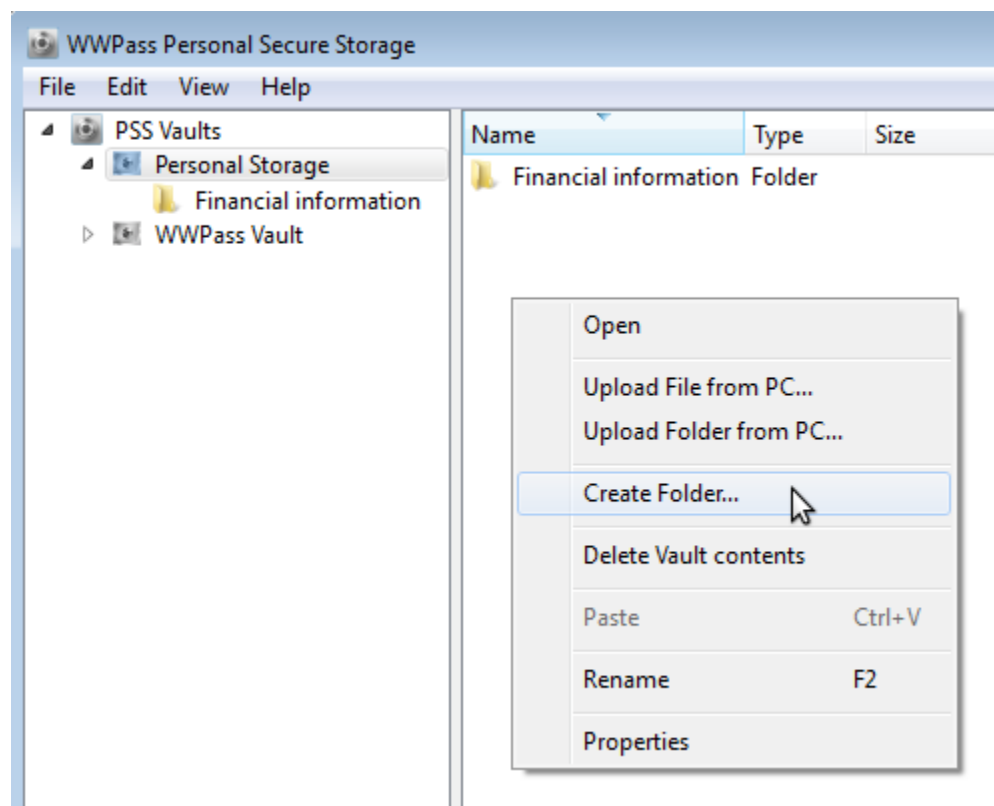 WWPass Personal Secure Storage
File Edit View Help
PSS Vaults
Personal Storage
Financial information
WWPass Vault
Name Type Size
Financial information Folder
Open
Upload File from PC...
Upload Folder from PC...
Create Folder...
Delete Vault contents
Paste Ctrl+V
Rename F2
Properties